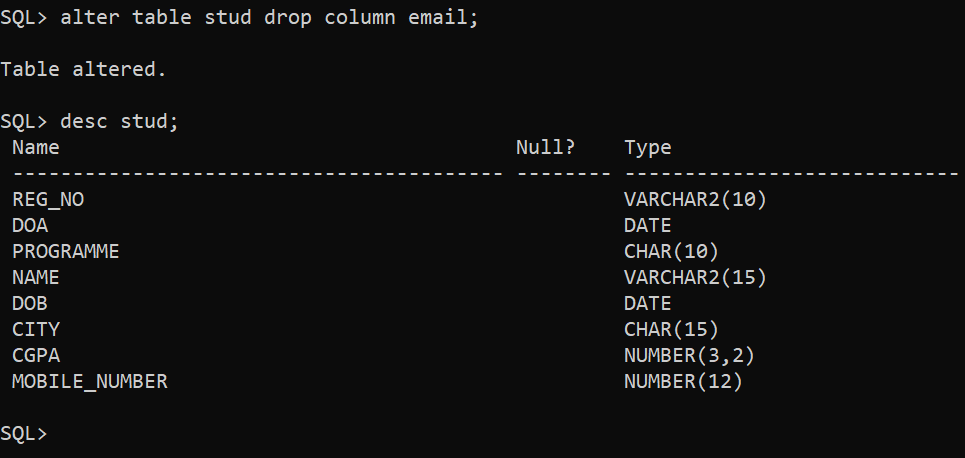 SQL> alter table stud drop column email;
Table altered.
SQL> desc stud;
Name Null? Type
----------------------------------------- -------- ----------------------------
REG_NO VARCHAR2(10)
DOA DATE
PROGRAMME CHAR(10)
NAME VARCHAR2(15)
DOB DATE
CITY CHAR(15)
CGPA NUMBER(3,2)
MOBILE_NUMBER NUMBER(12)
SQL>